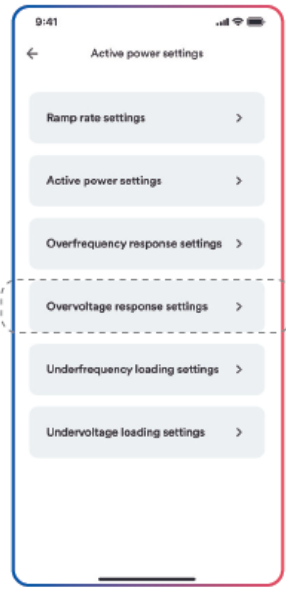 9:41
Active power settings
Ramp rate settings
Active power settings
Overfrequency response settings
Overvoltage response settings
Underfrequency loading settings
Undervoltage loading settings